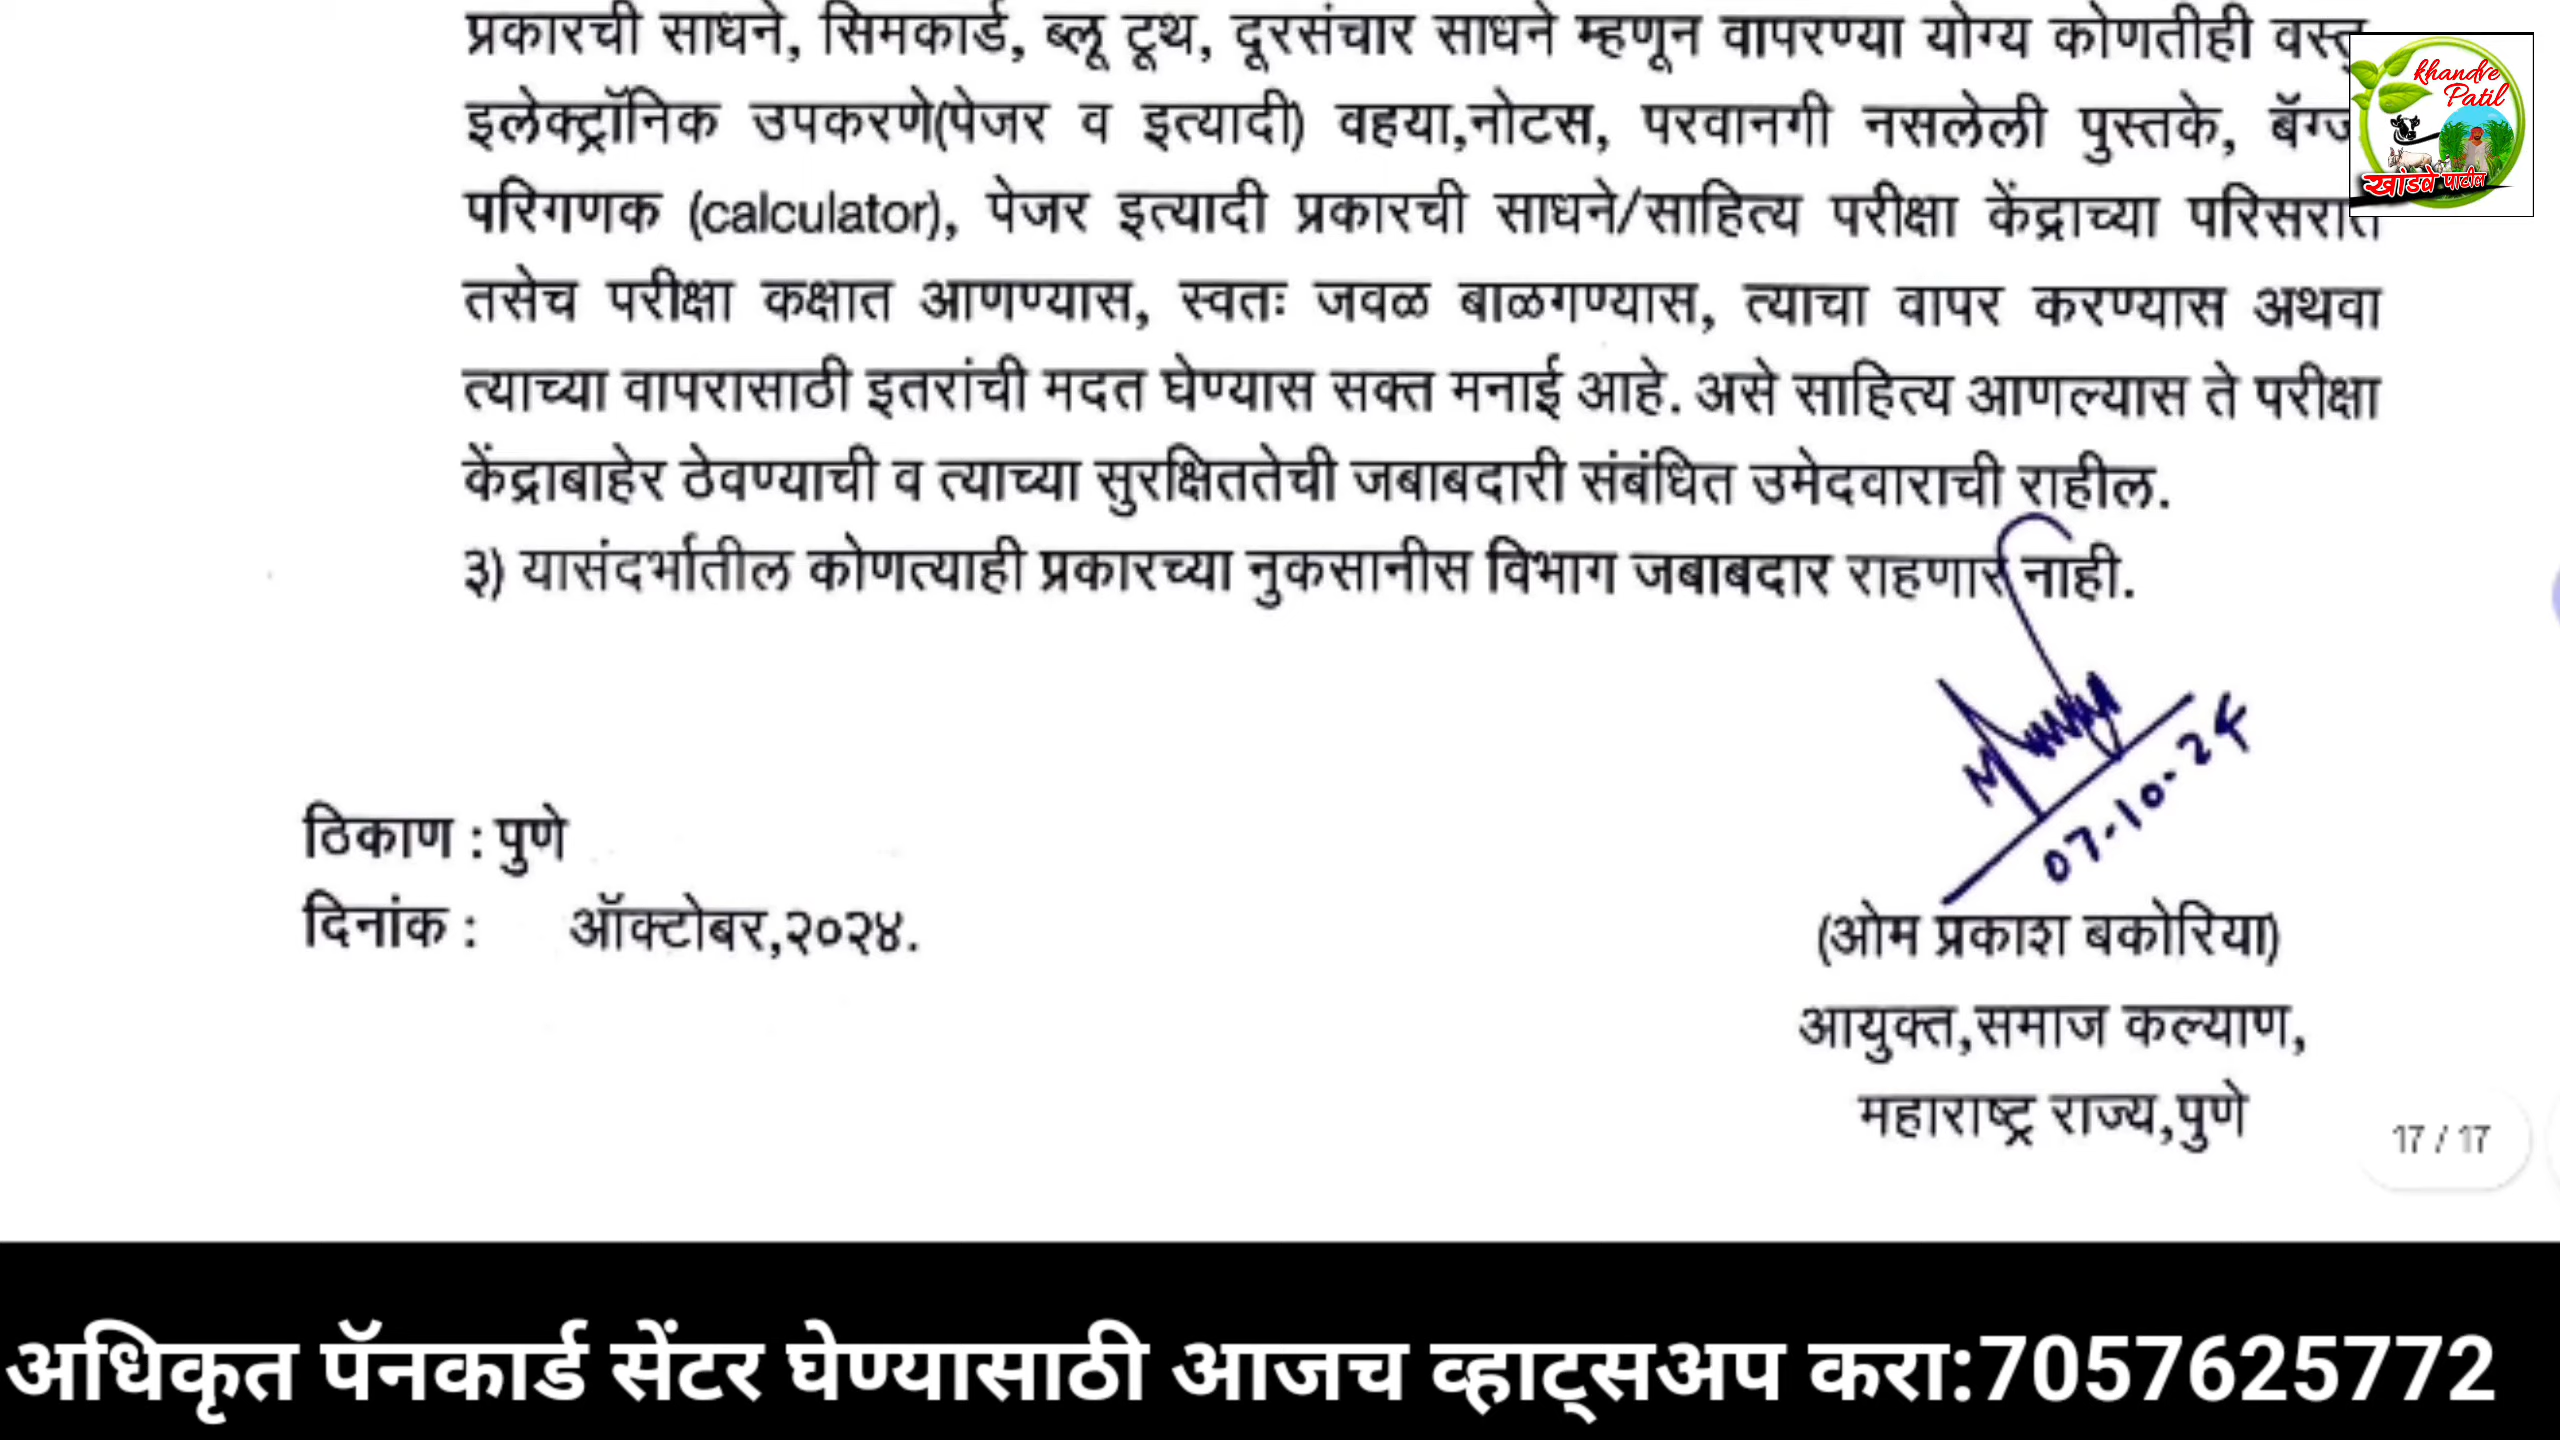 प्रकारची साधने, सिमकार्ड, ब्लू टूथ, दूरसंचार साधने म्हणून वापरण्या योग्य कोणतीही वस्तू
khandre
Patil
खांडवे पाटील
इलेक्ट्रॉनिक उपकरणे(पेजर व इत्यादी) वहया,नोटस, परवानगी नसलेली पुस्तके, बॅग्ज
परिगणक (calculator), पेजर इत्यादी प्रकारची साधने/साहित्य परीक्षा केंद्राच्या परिसरात
तसेच परीक्षा कक्षात आणण्यास, स्वतः जवळ बाळगण्यास, त्याचा वापर करण्यास अथवा
त्याच्या वापरासाठी इतरांची मदत घेण्यास सक्त मनाई आहे. असे साहित्य आणल्यास ते परीक्षा
केंद्राबाहेर ठेवण्याची व त्याच्या सुरक्षिततेची जबाबदारी संबंधित उमेदवाराची राहील.
३) यासंदर्भातील कोणत्याही प्रकारच्या नुकसानीस विभाग जबाबदार राहणार नाही.
07-10-24
ठिकाण : पुणे
दिनांक : ऑक्टोबर,२०२४.
(ओम प्रकाश बकोरिया)
आयुक्त,समाज कल्याण,
महाराष्ट्र राज्य,पुणे
17 / 17
अधिकृत पॅनकार्ड सेंटर घेण्यासाठी आजच व्हाट्सअप करा:7057625772